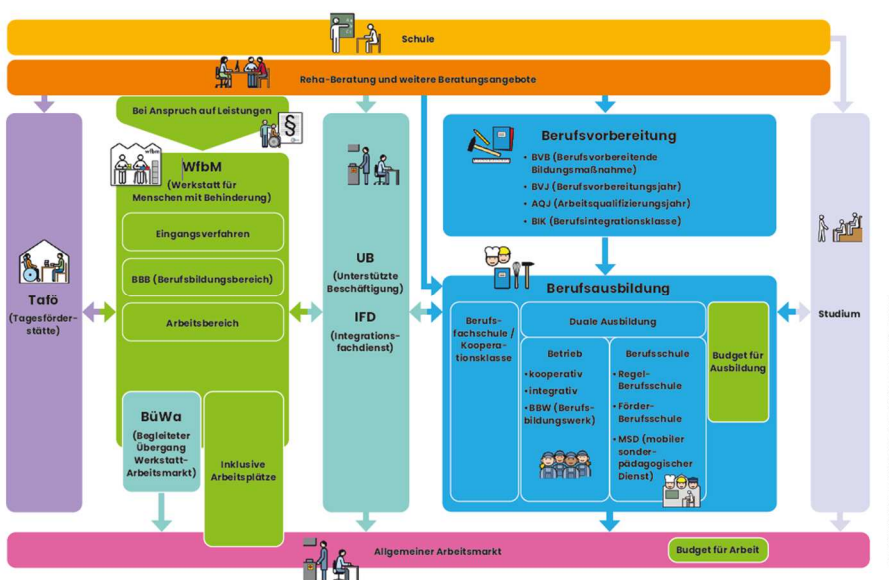 Schule
Reha-Beratung und weitere Beratungsangebote
Bei Anspruch auf Leistungen
§
wfbm
WfbM
(Werkstatt für
Menschen mit Behinderung)
Eingangsverfahren
BBB (Berufsbildungsbereich)
Arbeitsbereich
BüWa
(Begleiteter
Übergang
Werkstatt-
Arbeitsmarkt)
Inklusive
Arbeitsplätze
Tafö
(Tagesförder-
stätte)
UB
(Unterstützte
Beschäftigung)
IFD
(Integrations-
fachdienst)
Berufsvorbereitung
• BVB (Berufsvorbereitende
Bildungsmaßnahme)
• BVJ (Berufsvorbereitungsjahr)
• AQJ (Arbeitsqualifizierungsjahr)
• BIK (Berufsintegrationsklasse)
Berufsausbildung
Berufs-
fachschule /
Koopera-
tionsklasse
Duale Ausbildung
Betrieb
• kooperativ
• integrativ
• BBW (Berufs-
bildungswerk)
Berufsschule
• Regel-
Berufsschule
• Förder-
Berufsschule
• MSD (mobiler
sonder-
pädagogischer
Dienst)
Budget für
Ausbildung
Studium
Allgemeiner Arbeitsmarkt
Budget für Arbeit